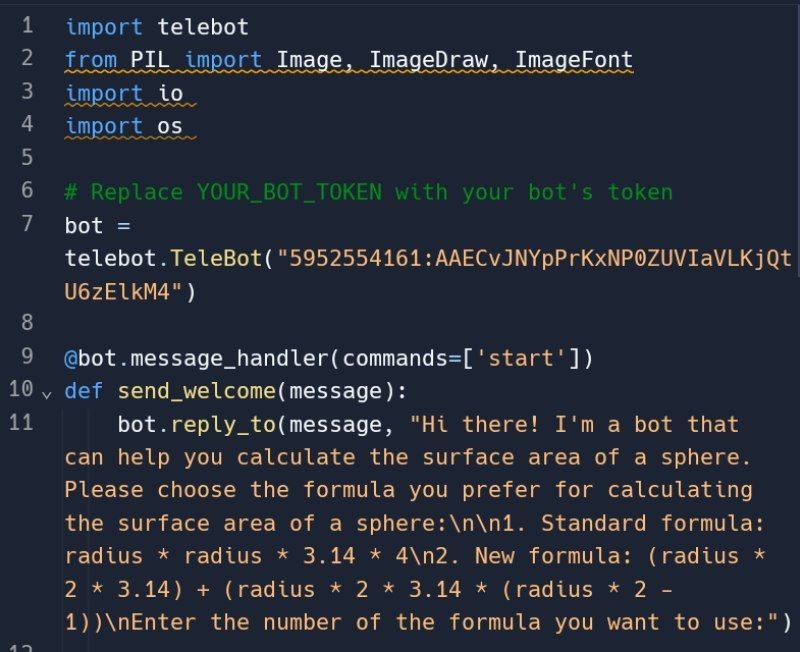 1 import telebot
2 from PIL import Image, ImageDraw, ImageFont
3 import io
4 import os
5
6 # Replace YOUR_BOT_TOKEN with your bot's token
7 bot =
telebot.TeleBot("5952554161:AAECvJNYpPrKxNP0ZUVIaVLKjQt
U6zElkM4")
8
9 @bot.message_handler(commands=['start'])
10 def send_welcome(message):
11 bot.reply_to(message, "Hi there! I'm a bot that
can help you calculate the surface area of a sphere.
Please choose the formula you prefer for calculating
the surface area of a sphere:\n\n1. Standard formula:
radius * radius * 3.14 * 4\n2. New formula: (radius *
2 * 3.14) + (radius * 2 * 3.14 * (radius * 2 -
1))\nEnter the number of the formula you want to use:")